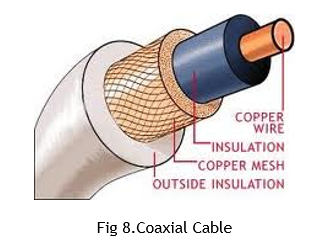 COPPER
WIRE
INSULATION
COPPER MESH
OUTSIDE INSULATION
Fig 8.Coaxial Cable